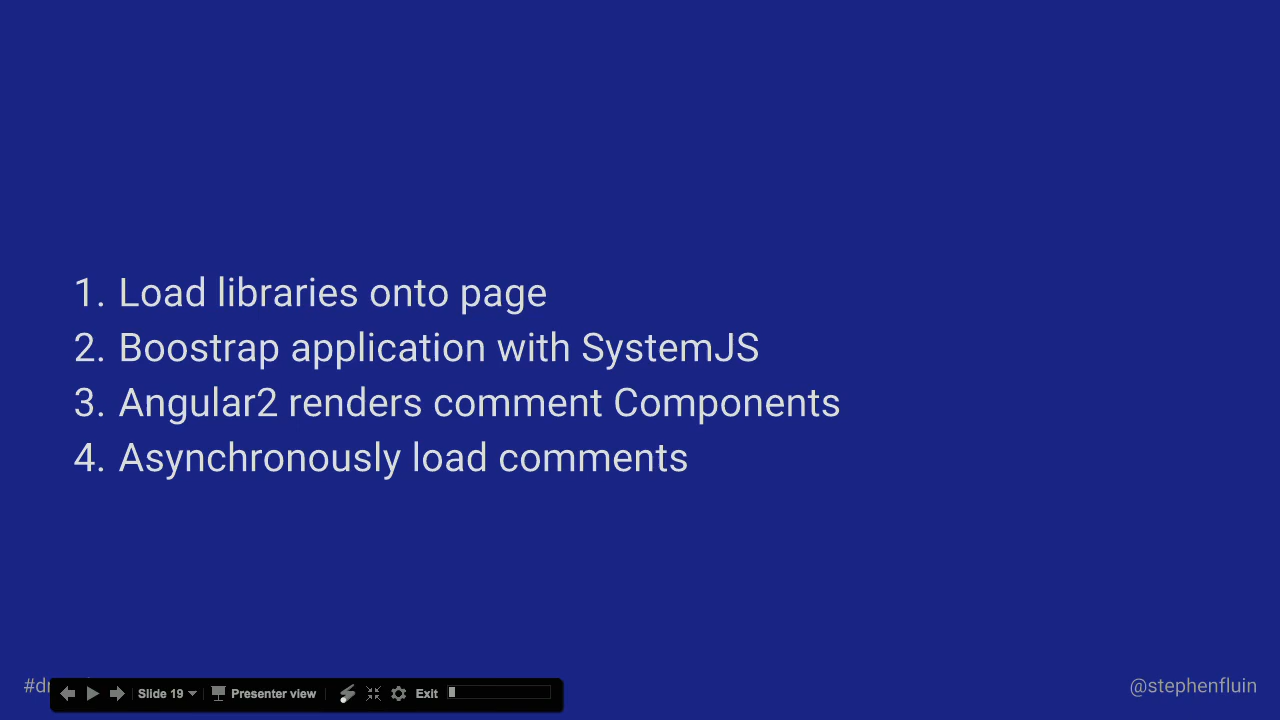 1. Load libraries onto page
2. Boostrap application with SystemJS
3. Angular2 renders comment Components
4. Asynchronously load comments
Slide 19 Presenter view Exit
@stephenfluin